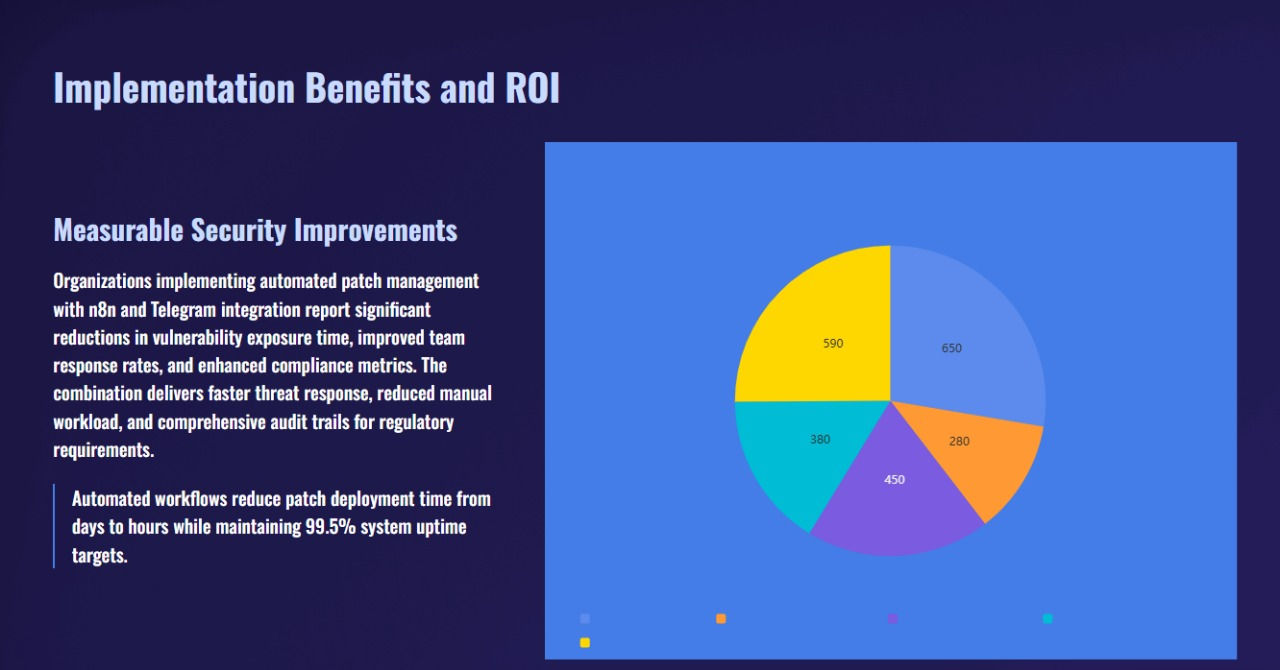 Implementation Benefits and ROI
Measurable Security Improvements
Organizations implementing automated patch management
with n8n and Telegram integration report significant
reductions in vulnerability exposure time, improved team
response rates, and enhanced compliance metrics. The
combination delivers faster threat response, reduced manual
workload, and comprehensive audit trails for regulatory
requirements.
Automated workflows reduce patch deployment time from
days to hours while maintaining 99.5% system uptime
targets.
590
650
380
280
450